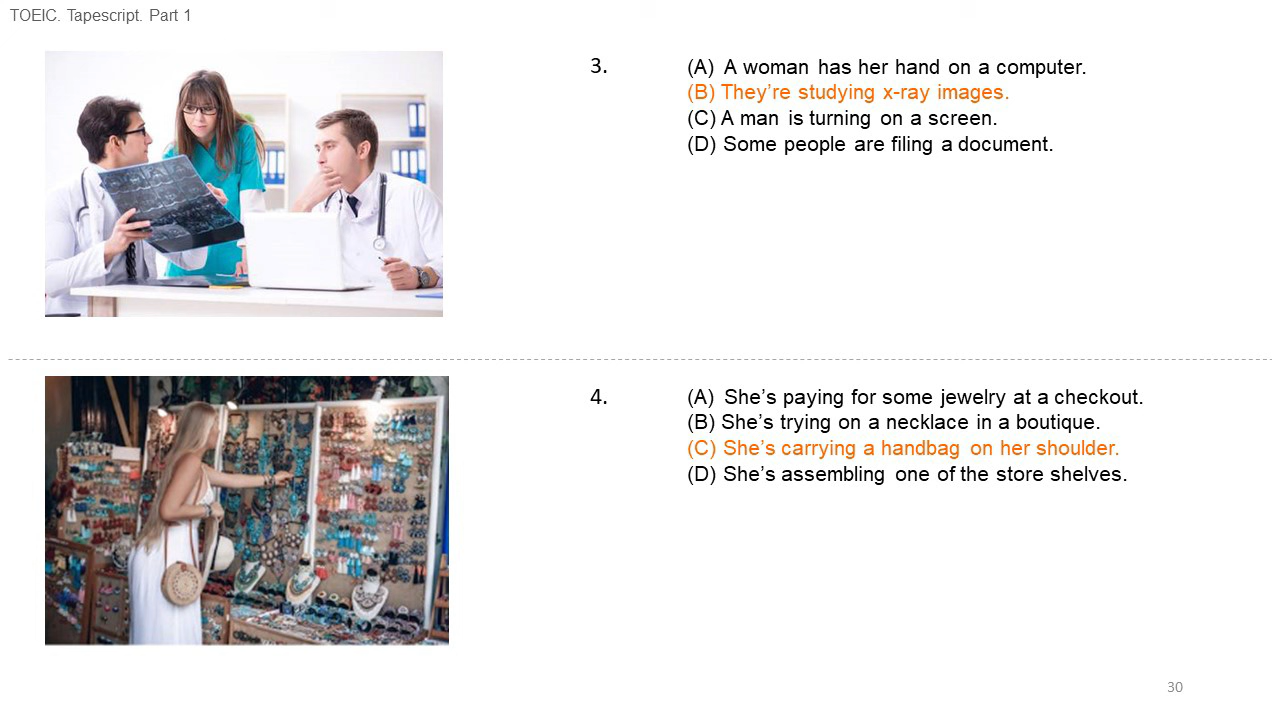 TOEIC. Tapescript. Part 1
3.
(A) A woman has her hand on a computer.
(B) They’re studying x-ray images.
(C) A man is turning on a screen.
(D) Some people are filing a document.
4.
(A) She’s paying for some jewelry at a checkout.
(B) She’s trying on a necklace in a boutique.
(C) She’s carrying a handbag on her shoulder.
(D) She’s assembling one of the store shelves.
30